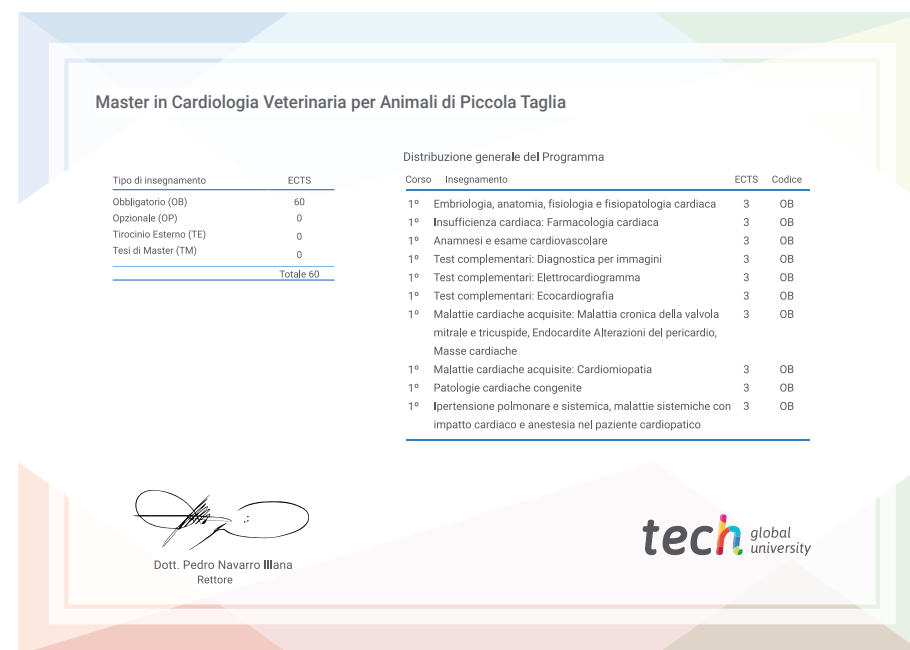 Master in Cardiologia Veterinaria per Animali di Piccola Taglia
Tipo di insegnamento ECTS
Obbligatorio (OB) 60
Opzionale (OP) 0
Tirocinio Esterno (TE) 0
Tesi di Master (TM) 0
Totale 60
Distribuzione generale del Programma
Corso Insegnamento ECTS Codice
1º Embriologia, anatomia, fisiologia e fisiopatologia cardiaca 3 OB
1º Insufficienza cardiaca: Farmacologia cardiaca 3 OB
1º Anamnesi e esame cardiovascolare 3 OB
1º Test complementari: Diagnostica per immagini 3 OB
1º Test complementari: Elettrocardiogramma 3 OB
1º Test complementari: Ecocardiografia 3 OB
1º Malattie cardiache acquisite: Malattia cronica della valvola 3 OB
mitrale e tricuspide, Endocardite Alterazioni del pericardio,
Masse cardiache
1º Malattie cardiache acquisite: Cardiomiopatia 3 OB
1º Patologie cardiache congenite 3 OB
1º Ipertensione polmonare e sistemica, malattie sistemiche con 3 OB
impatto cardiaco e anestesia nel paziente cardiopatico
Dott. Pedro Navarro Illana
Rettore
tech global
university